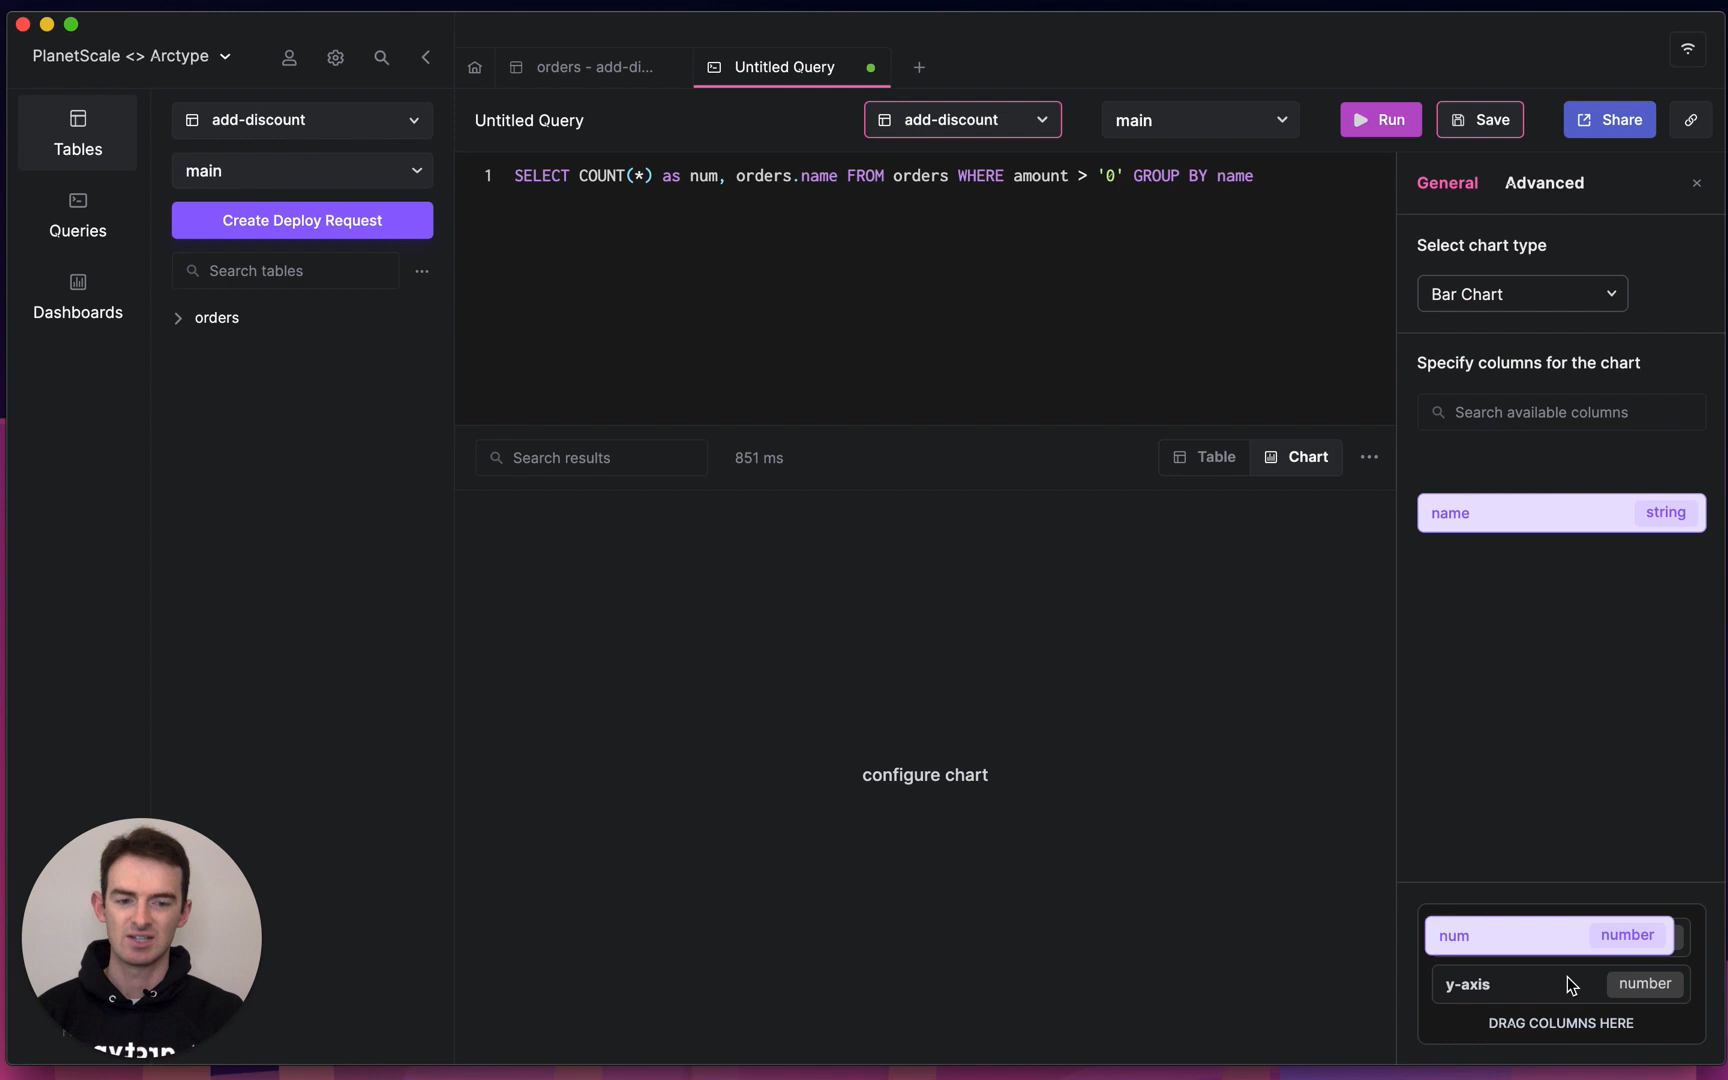 PlanetScale <> Arctype
orders - add-di...
Untitled Query
Tables
Queries
Dashboards
add-discount
main
Create Deploy Request
Search tables
orders
Untitled Query
add-discount
main
Run
Save
Share
1 SELECT COUNT(*) as num, orders.name FROM orders WHERE amount > '0' GROUP BY name
Search results
851 ms
Table
Chart
configure chart
General
Advanced
Select chart type
Bar Chart
Specify columns for the chart
Search available columns
name string
num number
y-axis number
DRAG COLUMNS HERE